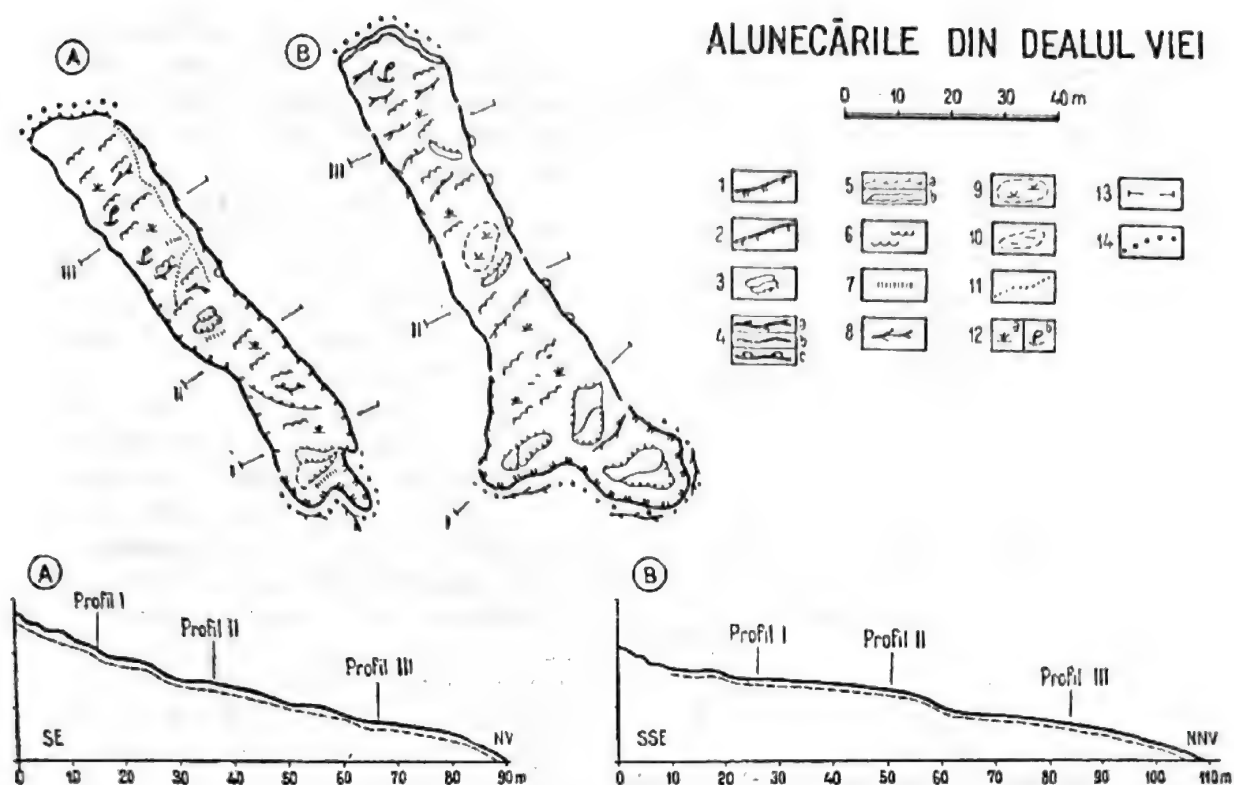 ALUNECĂRILE DIN DEALUL VIEI
0 10 20 30 40 m
A
B
III
II
I
III
II
I
1
2
3
4 a b c
5 a b
6
7
8
9
10
11
12 a b
13
14
A
Profil I
Profil II
Profil III
SE
NV
0 10 20 30 40 50 60 70 80 90 m
B
Profil I
Profil II
Profil III
SSE
NNV
0 10 20 30 40 50 60 70 80 90 100 110 m